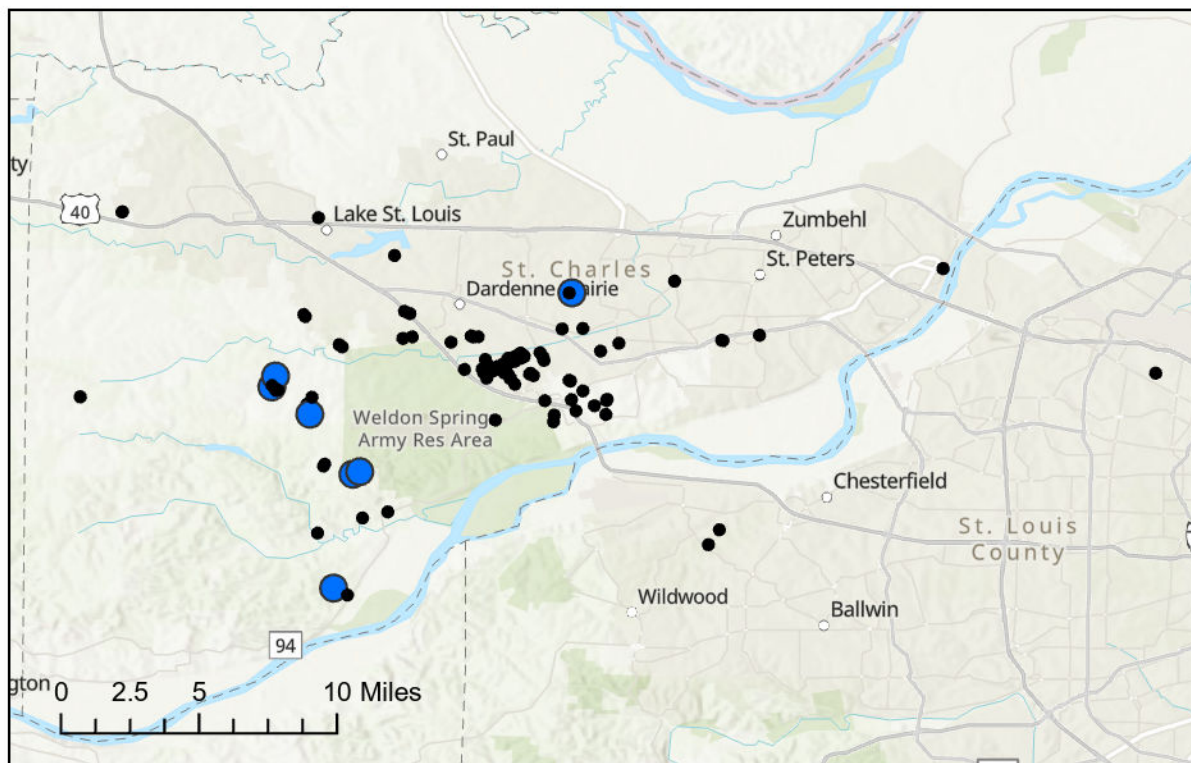 St. Paul
ty
40
Lake St. Louis
Zumbehl
St. Charles
St. Peters
Dardenne
airie
Weldon Spring
Army Res Area
Chesterfield
St. Louis
County
Wildwood
Ballwin
94
gton
0 2.5 5 10 Miles